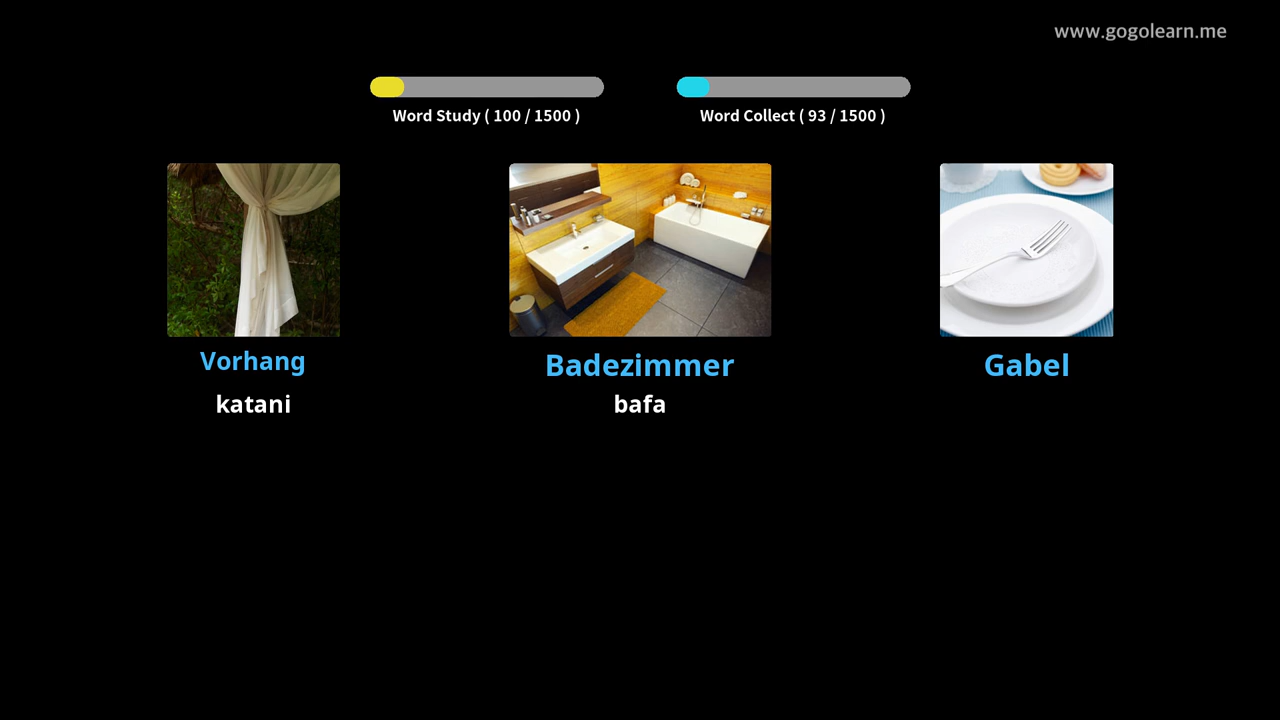 www.gogolearn.me
Word Study ( 100 / 1500 )
Word Collect ( 93 / 1500 )
Vorhang
katani
Badezimmer
bafa
Gabel